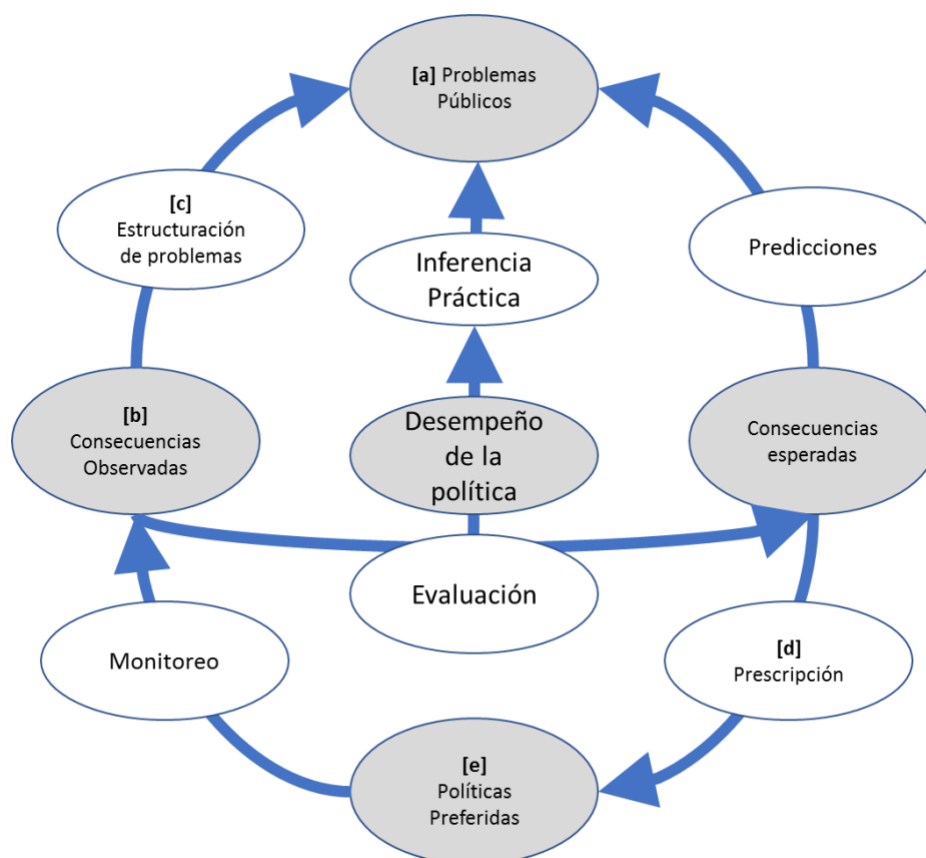 [a] Problemas
Públicos
[c]
Estructuración
de problemas
Inferencia
Práctica
Predicciones
[b]
Consecuencias
Observadas
Desempeño
de la
política
Consecuencias
esperadas
Evaluación
Monitoreo
[d]
Prescripción
[e]
Políticas
Preferidas